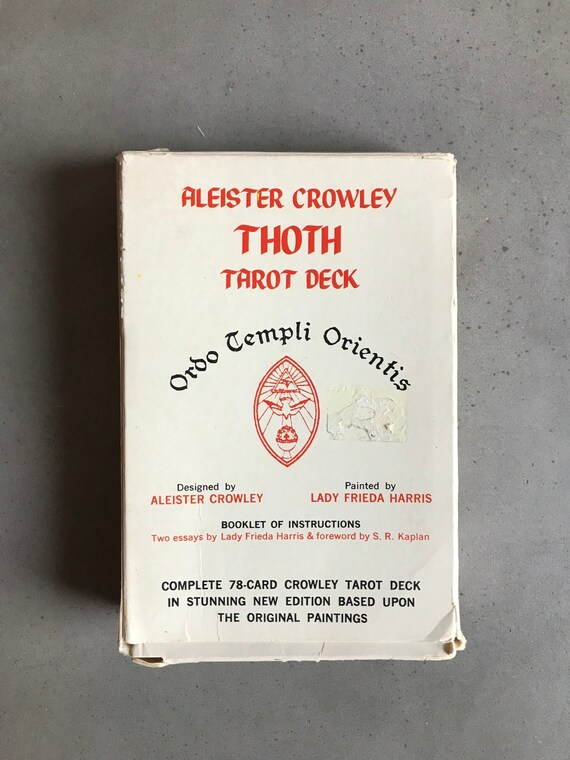 ALEISTER CROWLEY
THOTH
TAROT DECK
Ordo Templi Orientis
Designed by
ALEISTER CROWLEY
Painted by
LADY FRIEDA HARRIS
BOOKLET OF INSTRUCTIONS
Two essays by Lady Frieda Harris & foreword by S. R. Kaplan
COMPLETE 78-CARD CROWLEY TAROT DECK
IN STUNNING NEW EDITION BASED UPON
THE ORIGINAL PAINTINGS